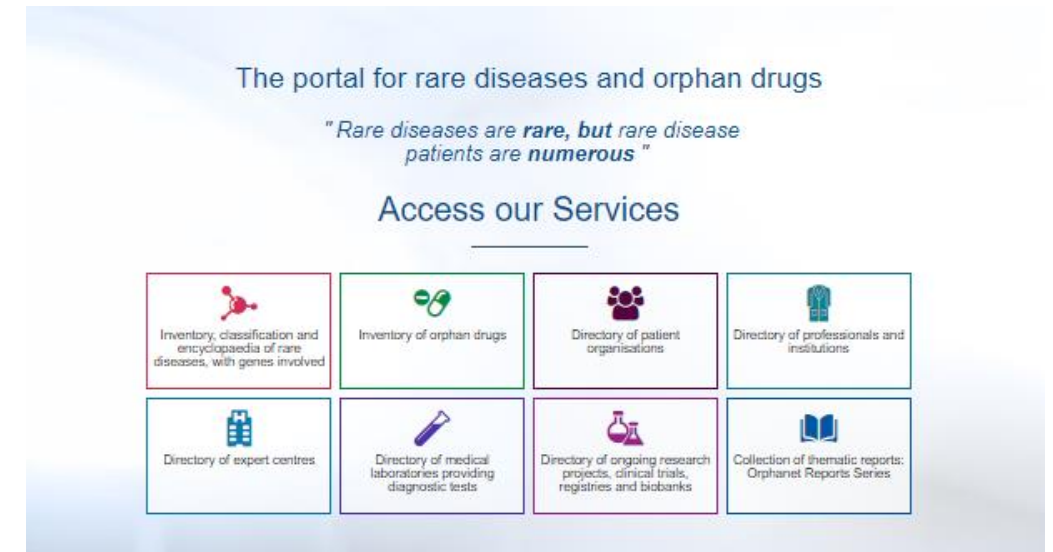 The portal for rare diseases and orphan drugs
" Rare diseases are rare, but rare disease
patients are numerous "
Access our Services
Inventory, classification and
encyclopaedia of rare
diseases, with genes involved
Inventory of orphan drugs
Directory of patient
organisations
Directory of professionals and
institutions
Directory of expert centres
Directory of medical
laboratories providing
diagnostic tests
Directory of ongoing research
projects, clinical trials,
registries and biobanks
Collection of thematic reports:
Orphanet Reports Series